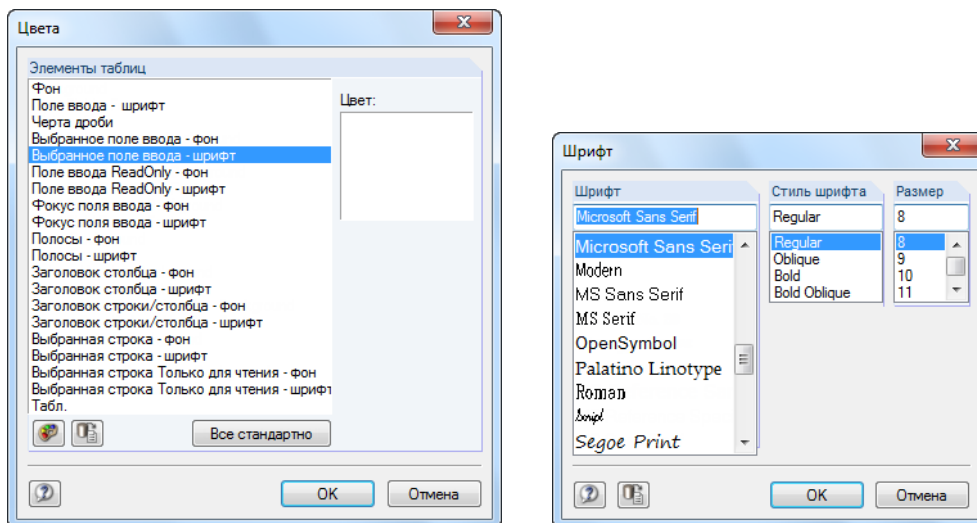 Цвета
Элементы таблиц
Фон
Поле ввода - шрифт
Черта дроби
Выбранное поле ввода - фон
Выбранное поле ввода - шрифт
Поле ввода ReadOnly - фон
Поле ввода ReadOnly - шрифт
Фокус поля ввода - фон
Фокус поля ввода - шрифт
Полосы - фон
Полосы - шрифт
Заголовок столбца - фон
Заголовок столбца - шрифт
Заголовок строки/столбца - фон
Заголовок строки/столбца - шрифт
Выбранная строка - фон
Выбранная строка - шрифт
Выбранная строка Только для чтения - фон
Выбранная строка Только для чтения - шрифт
Табл.
Цвет:
Все стандартно
OK
Отмена
Шрифт
Шрифт
Microsoft Sans Serif
Microsoft Sans Serif
Modern
MS Sans Serif
MS Serif
OpenSymbol
Palatino Linotype
Roman
Script
Segoe Print
Стиль шрифта
Regular
Regular
Oblique
Bold
Bold Oblique
Размер
8
8
9
10
11
OK
Отмена